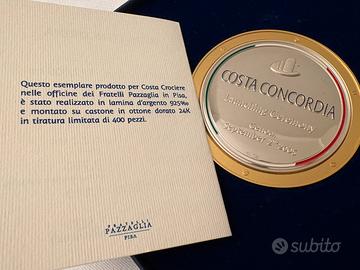 Questo esemplare prodotto per Costa Crociere
nelle officine dei Fratelli Pazzaglia in Pisa,
è stato realizzato in lamina d'argento 925‰
e montato su castone in ottone dorato 24K
in tiratura limitata di 400 pezzi.
FRATELLI
PAZZAGLIA
PISA
COSTA CONCORDIA
Launching Ceremony
September 2
subito